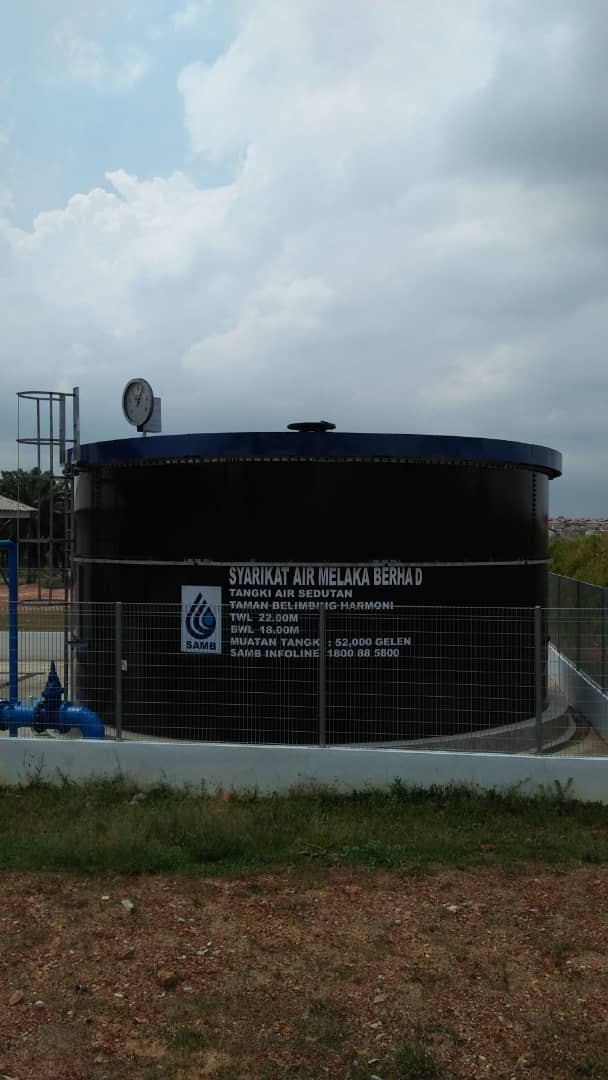 SYARIKAT AIR MELAKA BERHAD
TANGKI AIR SEDUTAN
TAMAN BELIMBING HARMONI
TWL 22.00M
BWL 18.00M
MUATAN TANGKI : 52,000 GELEN
SAMB INFOLINE :1800 88 5800
SAMB